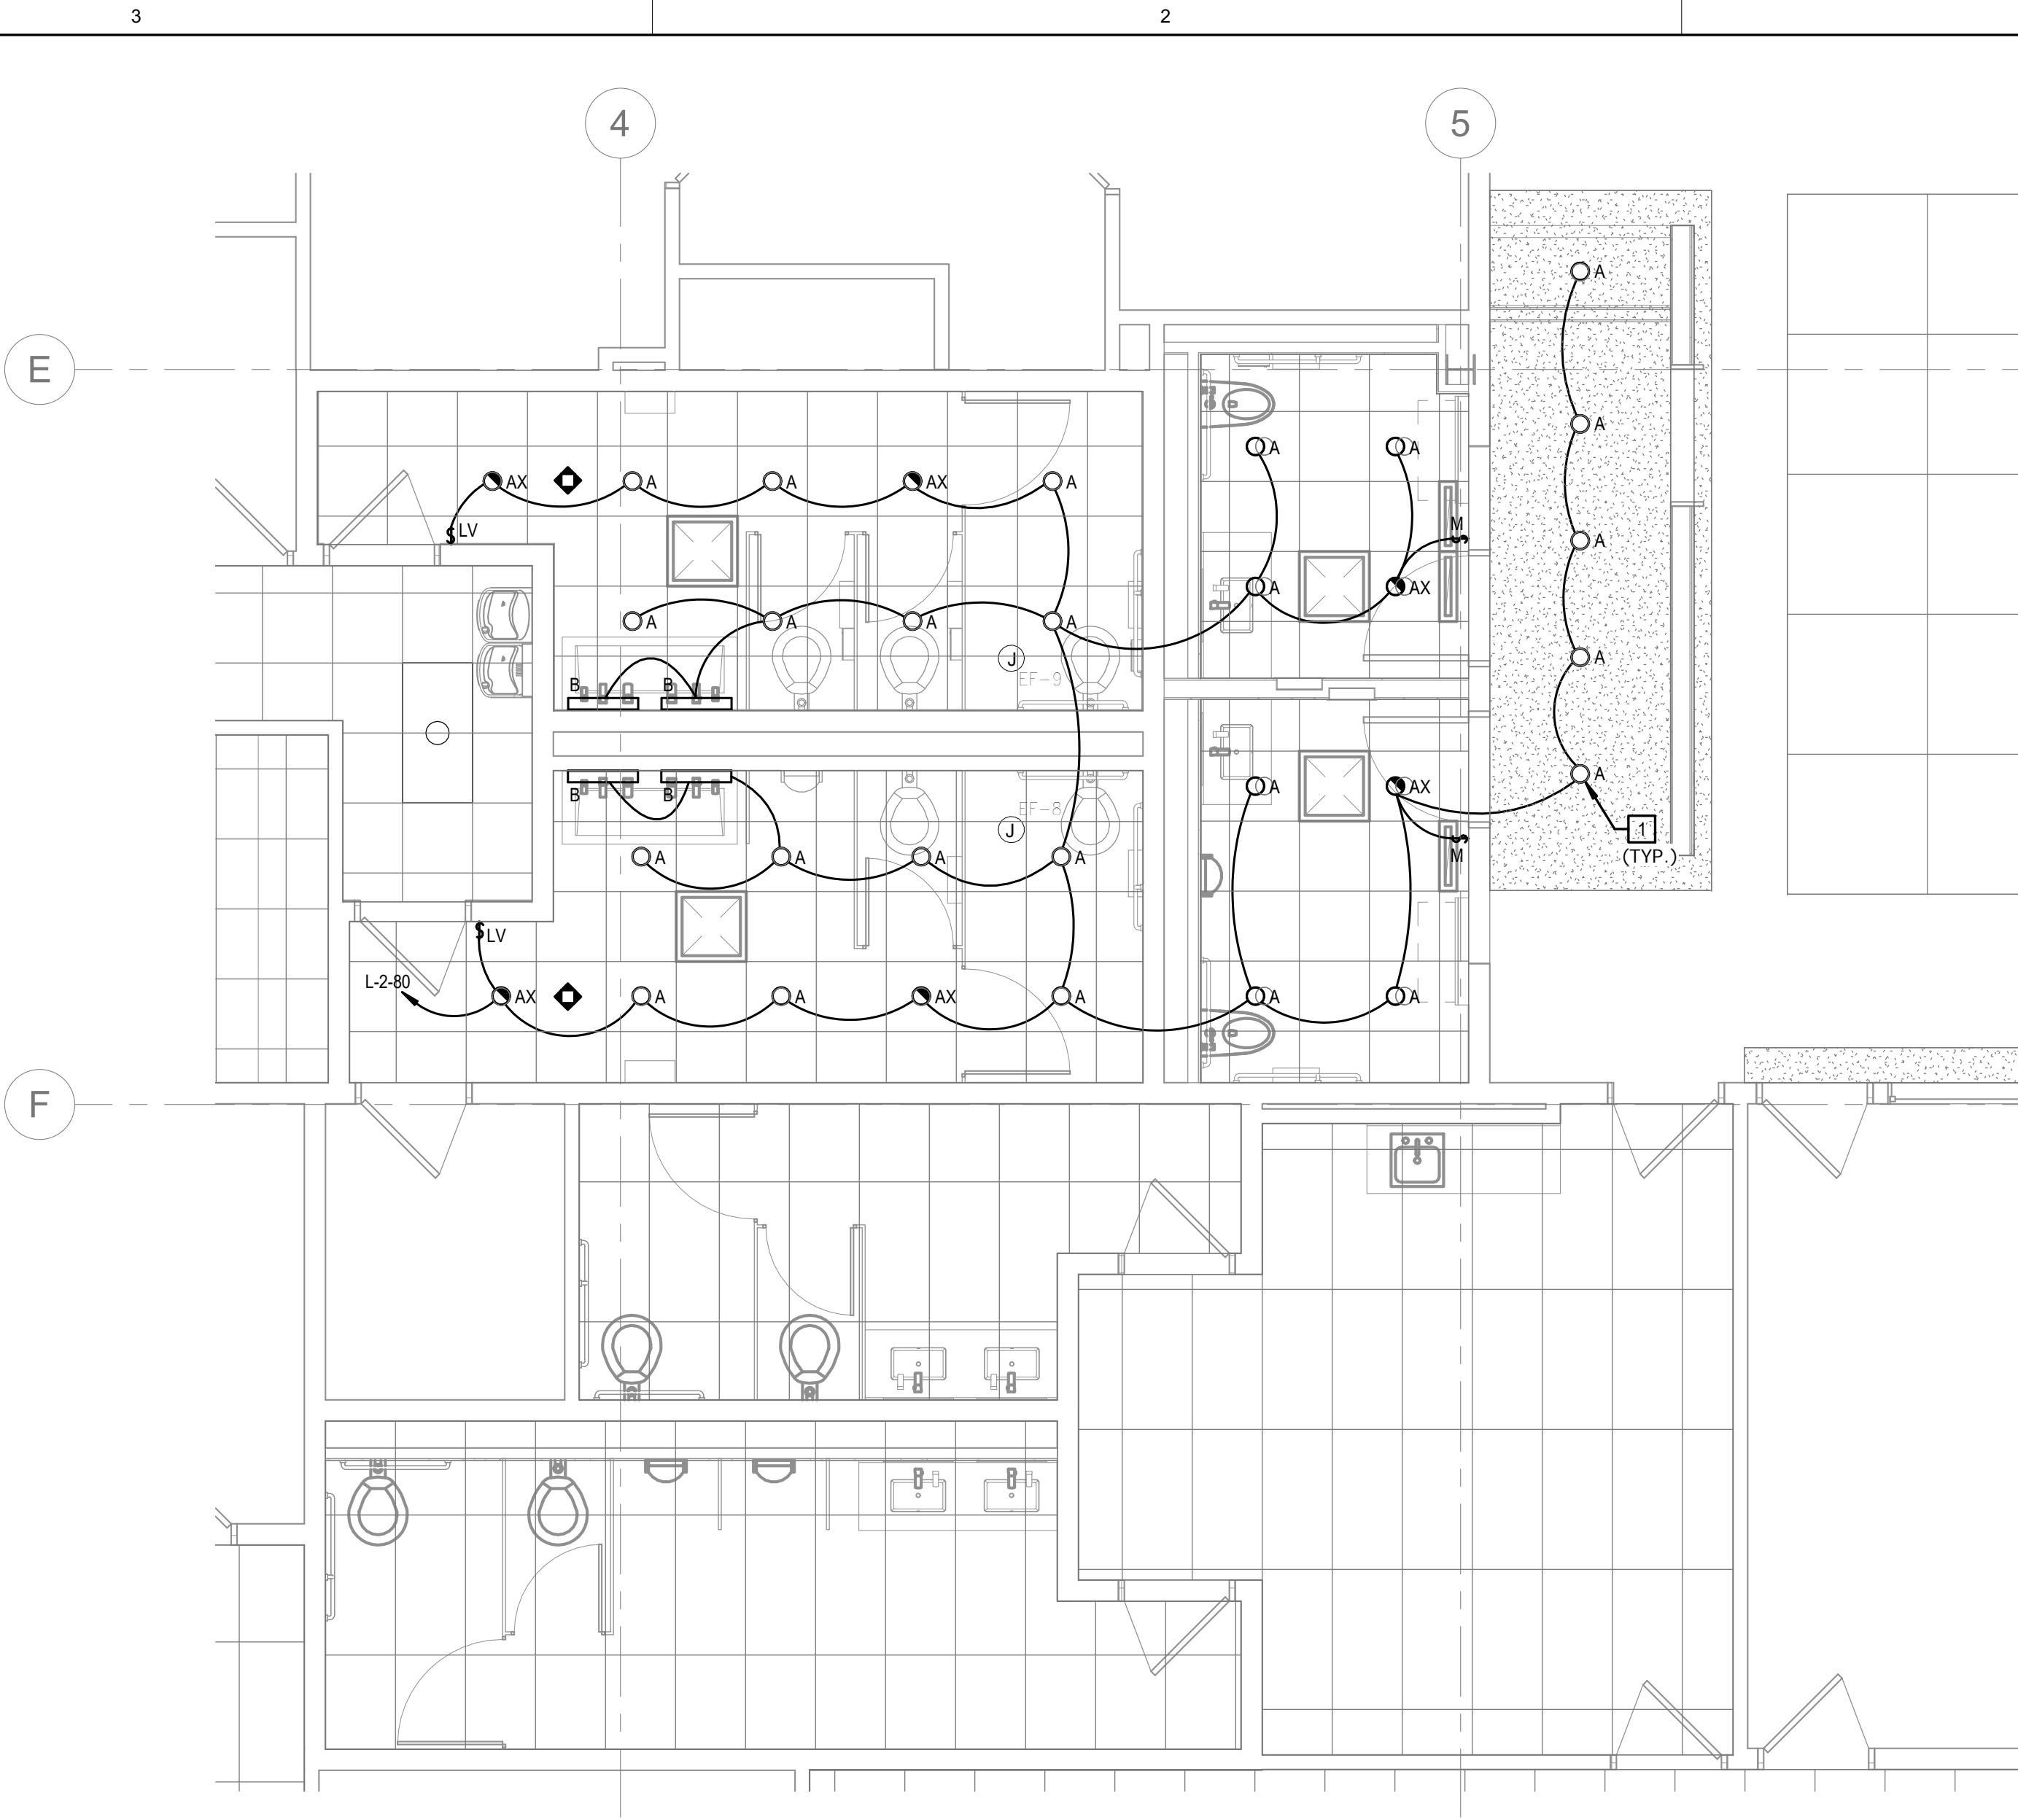 3 2
4 5
A
E
A
A A
AX A A AX A
LV M A
A AX
A A A A
A
J
B B EF-9
A
AX
A
B B EF-8
J 1
M
(TYP.)
A A A A
LV
L-2-80
AX A A AX A A A
F